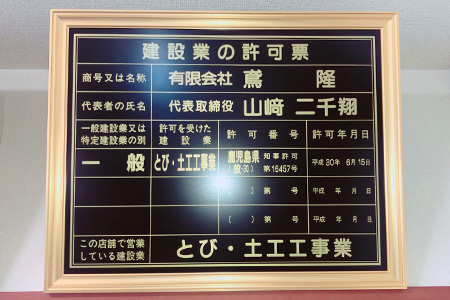 建設業の許可票
商号又は名称 有限会社 鳶 隆
代表者の氏名 代表取締役 山﨑 二千翔
一般建設業又は 許可を受けた 許可番号 許可年月日
特定建設業の別 建設業
一般 とび・土工工事業 鹿児島県 知事許可 平成30年 6月15日
(般-30) 第16457号
( ) 第 号 平成 年 月 日
( ) 第 号 平成 年 月 日
この店舗で営業 とび・土工工事業
している建設業